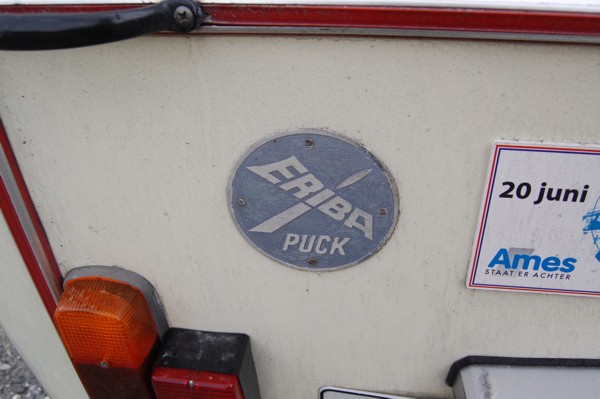 ERIBA
PUCK
20 juni
Ames
STAAT ER ACHTER